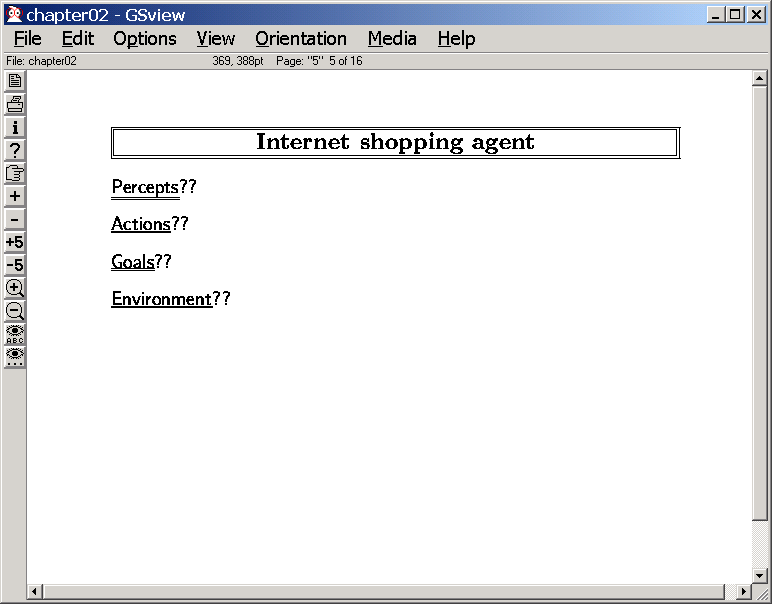 chapter02 - GSview
File Edit Options View Orientation Media Help
File: chapter02 369, 388pt Page: "5" 5 of 16
i
?
+
-
+5
-5
ABC
Internet shopping agent
Percepts??
Actions??
Goals??
Environment??